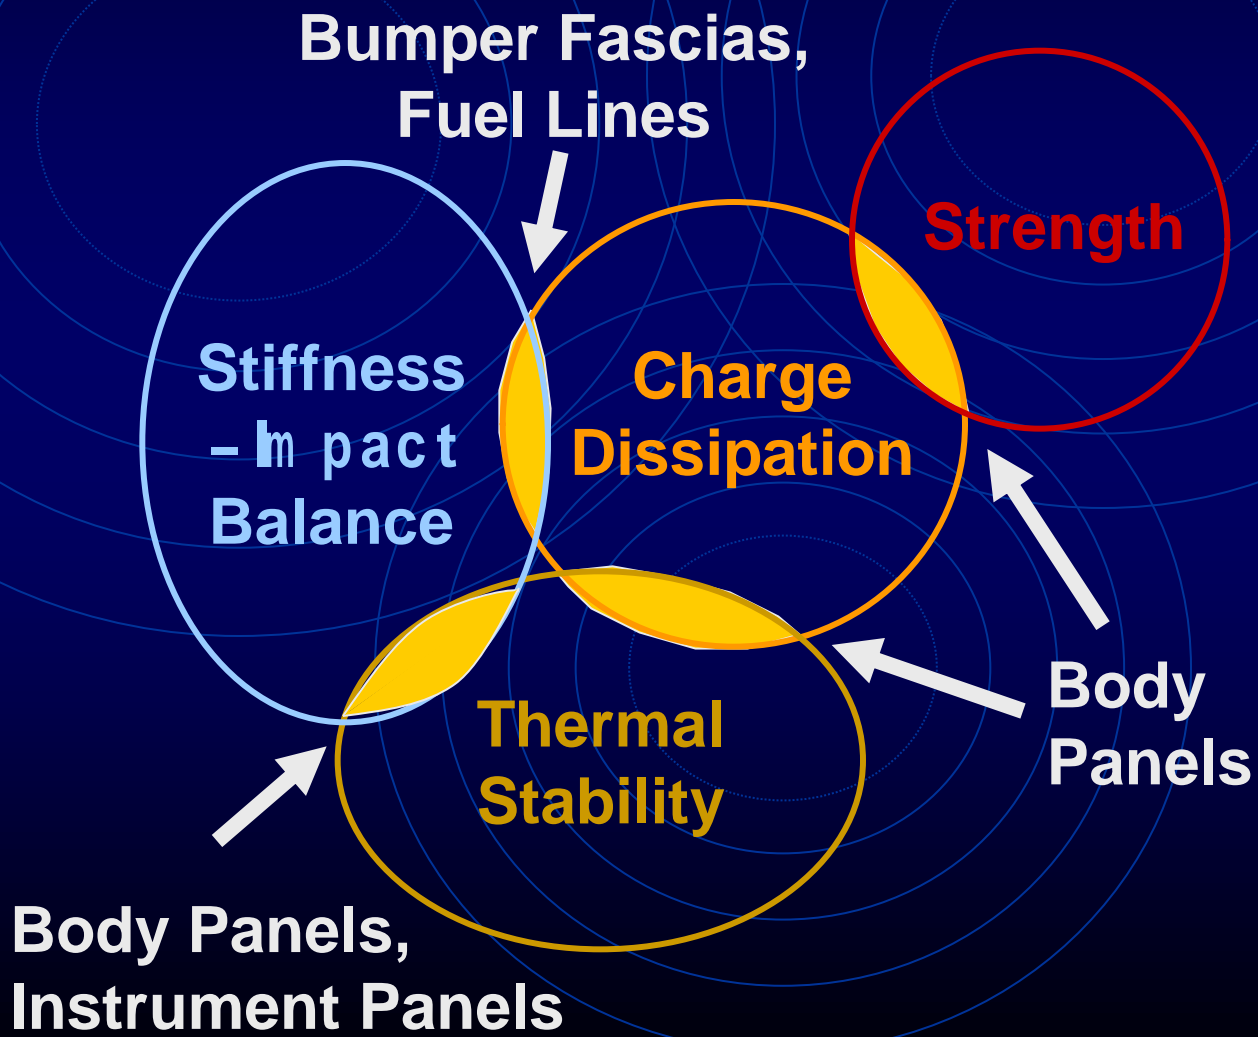 Bumper Fascias,
Fuel Lines
Strength
Stiffness
–Impact
Balance
Charge
Dissipation
Thermal
Stability
Body
Panels
Body Panels,
Instrument Panels